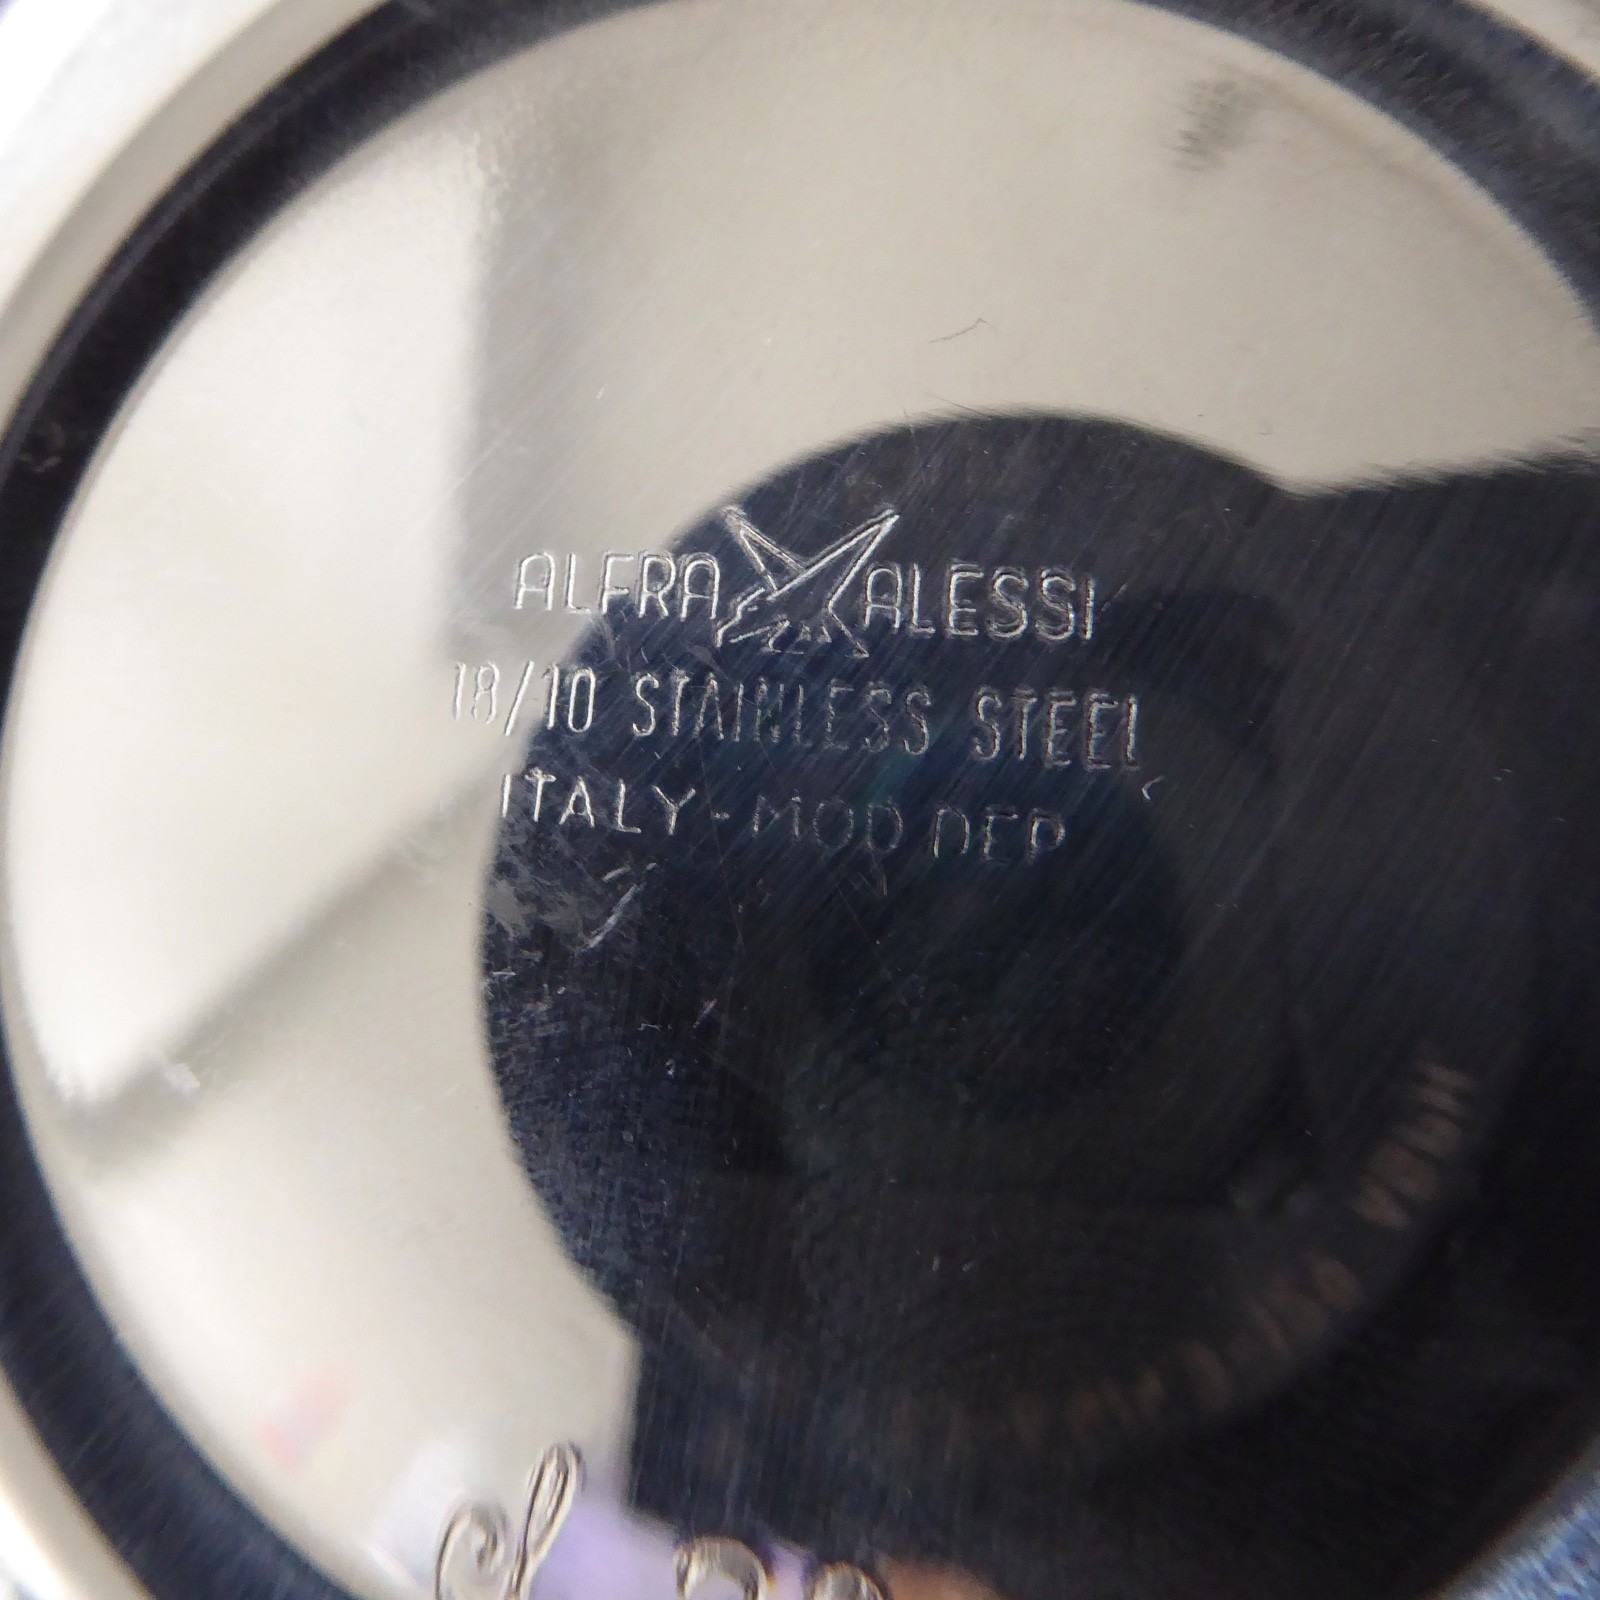 ALFRA ALESSI
18/10 STAINLESS STEEL
ITALY - MOD DEP